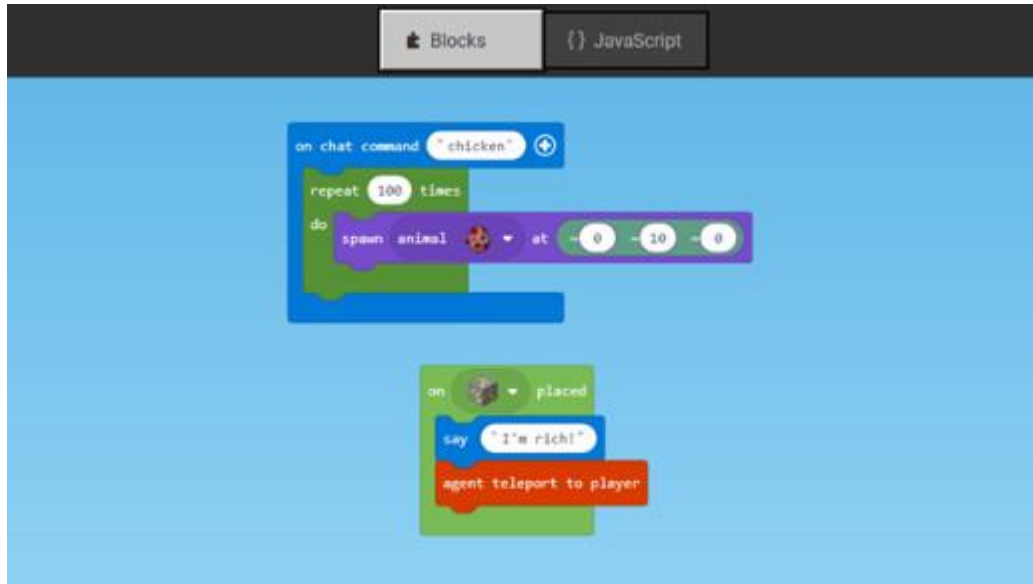 Blocks
{} JavaScript
on chat command "chicken"
repeat 100 times
do
spawn animal at ~0 ~10 ~0
on placed
say "I'm rich!"
agent teleport to player